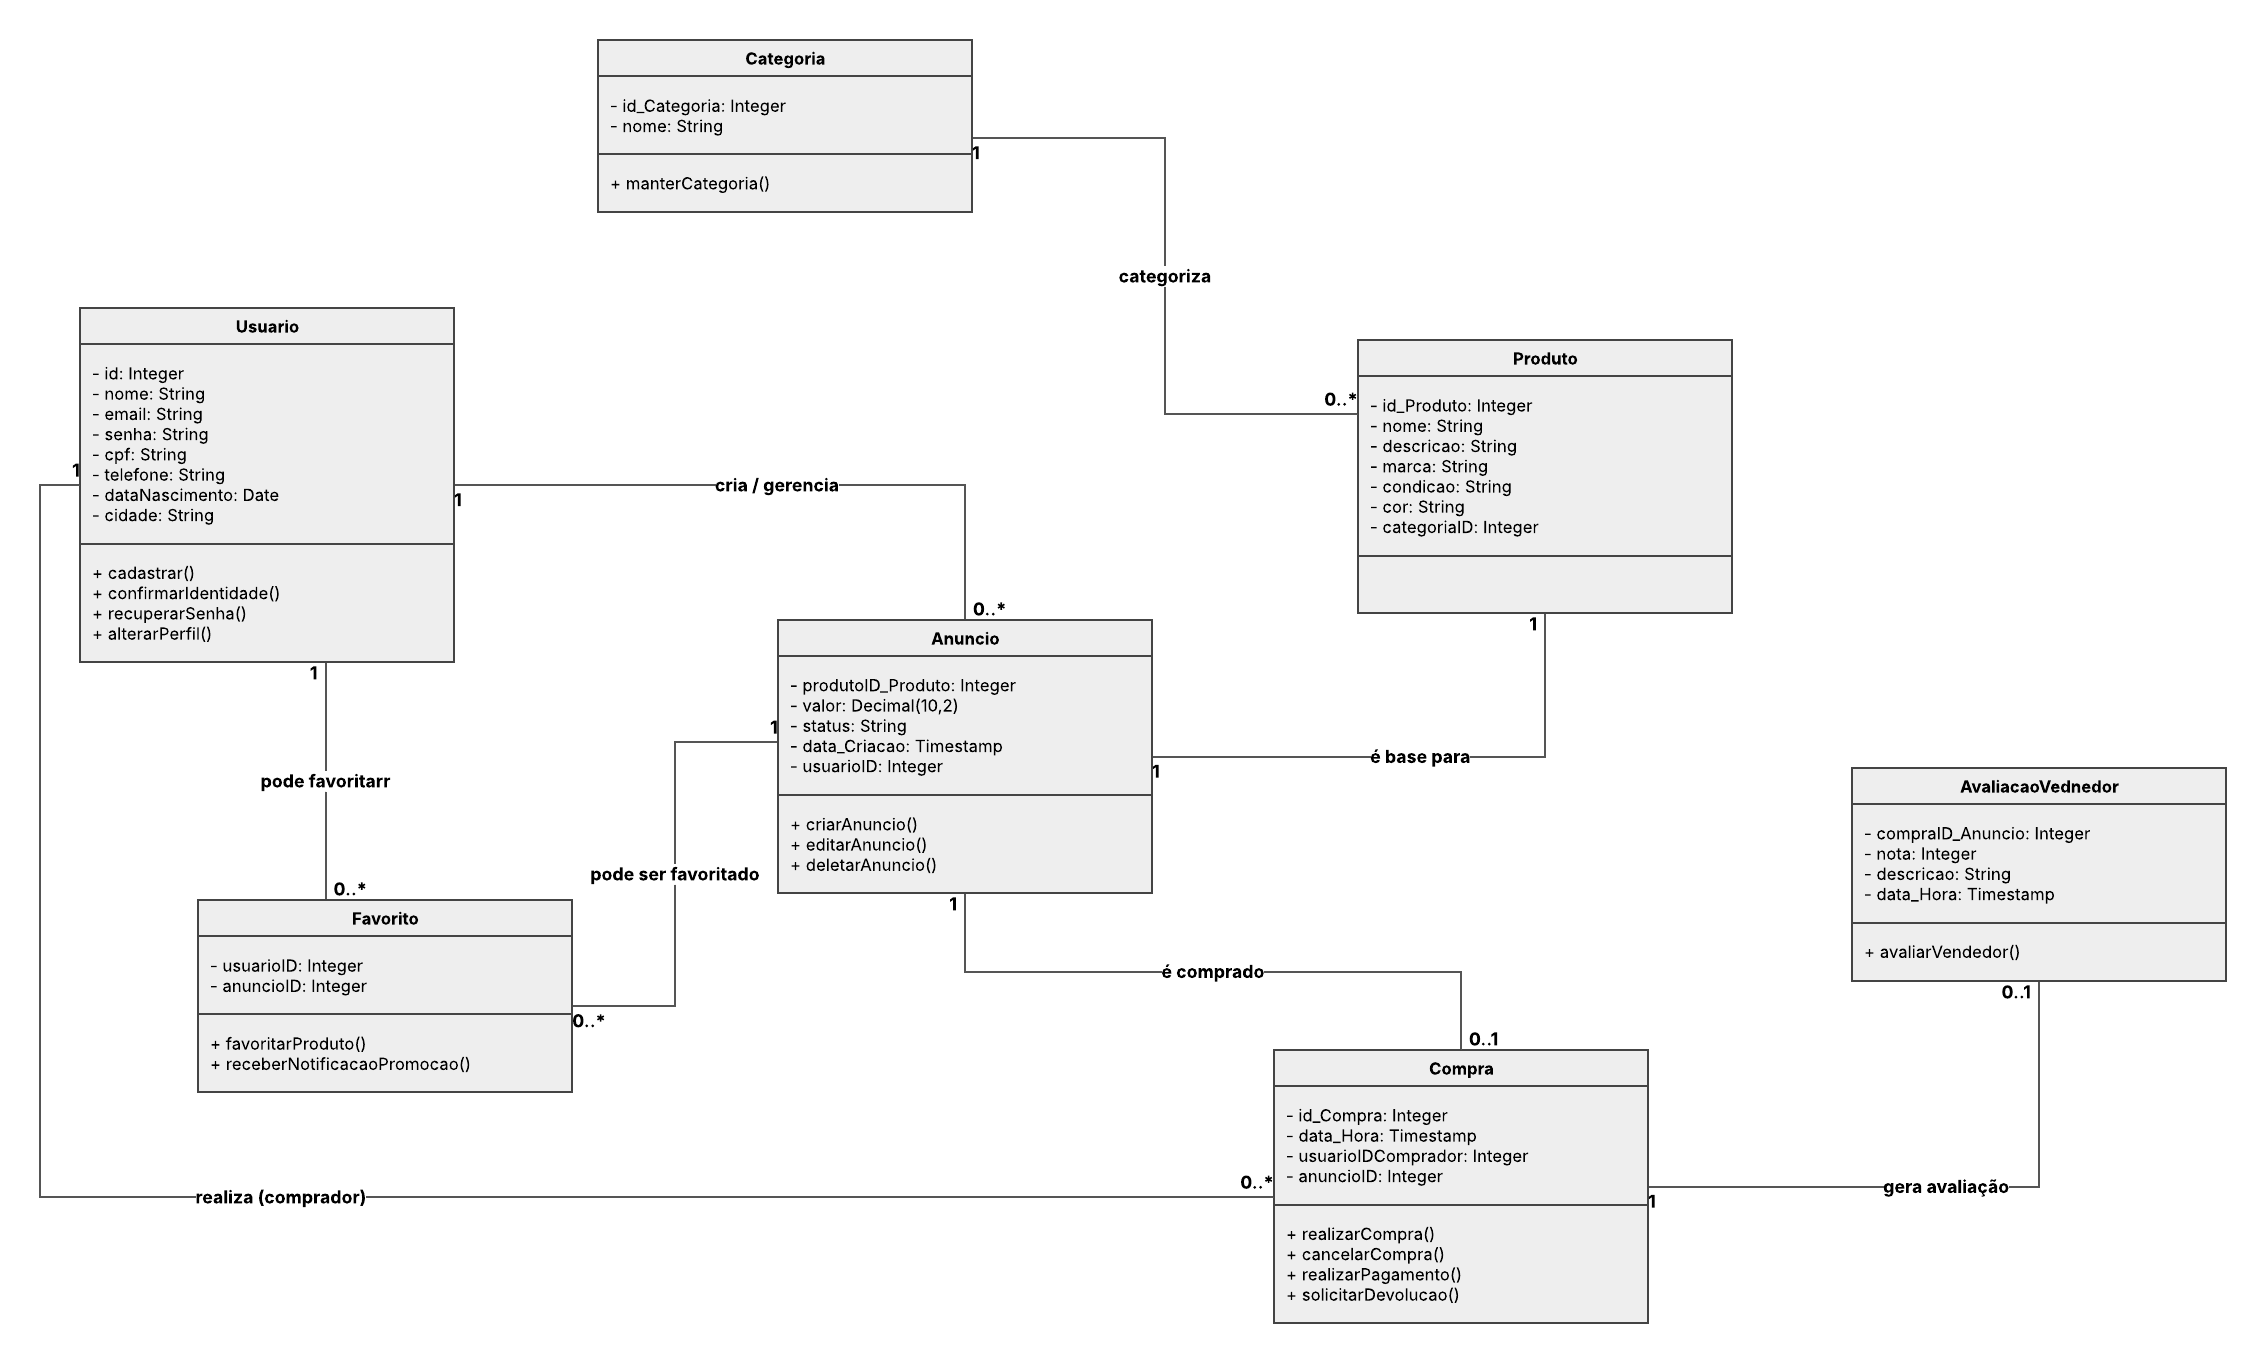 Categoria
- id_Categoria: Integer
- nome: String
+ manterCategoria()
1
categoriza
0..*
Usuario
- id: Integer
- nome: String
- email: String
- senha: String
- cpf: String
- telefone: String
- dataNascimento: Date
- cidade: String
+ cadastrar()
+ confirmarIdentidade()
+ recuperarSenha()
+ alterarPerfil()
1
1
cria / gerencia
0..*
Produto
- id_Produto: Integer
- nome: String
- descricao: String
- marca: String
- condicao: String
- cor: String
- categoriaID: Integer
1
é base para
1
Anuncio
- produtoID_Produto: Integer
- valor: Decimal(10,2)
- status: String
- data_Criacao: Timestamp
- usuarioID: Integer
+ criarAnuncio()
+ editarAnuncio()
+ deletarAnuncio()
1
pode favoritarr
0..*
1
pode ser favoritado
0..*
Favorito
- usuarioID: Integer
- anuncioID: Integer
+ favoritarProduto()
+ receberNotificacaoPromocao()
1
é comprado
0..1
AvaliacaoVednedor
- compraID_Anuncio: Integer
- nota: Integer
- descricao: String
- data_Hora: Timestamp
+ avaliarVendedor()
0..1
Compra
- id_Compra: Integer
- data_Hora: Timestamp
- usuarioIDComprador: Integer
- anuncioID: Integer
+ realizarCompra()
+ cancelarCompra()
+ realizarPagamento()
+ solicitarDevolucao()
realiza (comprador)
0..*
1
gera avaliação